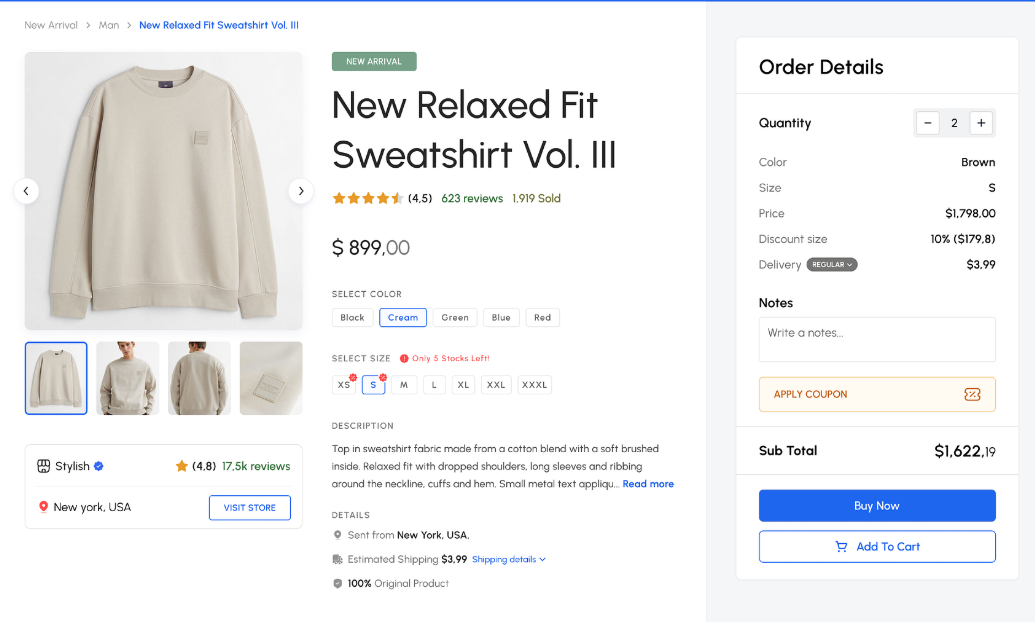 New Arrival > Man > New Relaxed Fit Sweatshirt Vol. III
NEW ARRIVAL
New Relaxed Fit
Sweatshirt Vol. III
(4,5) 623 reviews 1.919 Sold
$ 899,00
SELECT COLOR
Black Cream Green Blue Red
SELECT SIZE Only 5 Stocks Left!
XS S M L XL XXL XXXL
DESCRIPTION
Top in sweatshirt fabric made from a cotton blend with a soft brushed
inside. Relaxed fit with dropped shoulders, long sleeves and ribbing
around the neckline, cuffs and hem. Small metal text appliqu... Read more
DETAILS
Sent from New York, USA.
Estimated Shipping $3.99 Shipping details
100% Original Product
Stylish (4.8) 17,5k reviews
New york, USA VISIT STORE
Order Details
Quantity − 2 +
Color Brown
Size S
Price $1,798,00
Discount size 10% ($179,8)
Delivery REGULAR $3.99
Notes
Write a notes...
APPLY COUPON
Sub Total $1,622,19
Buy Now
Add To Cart